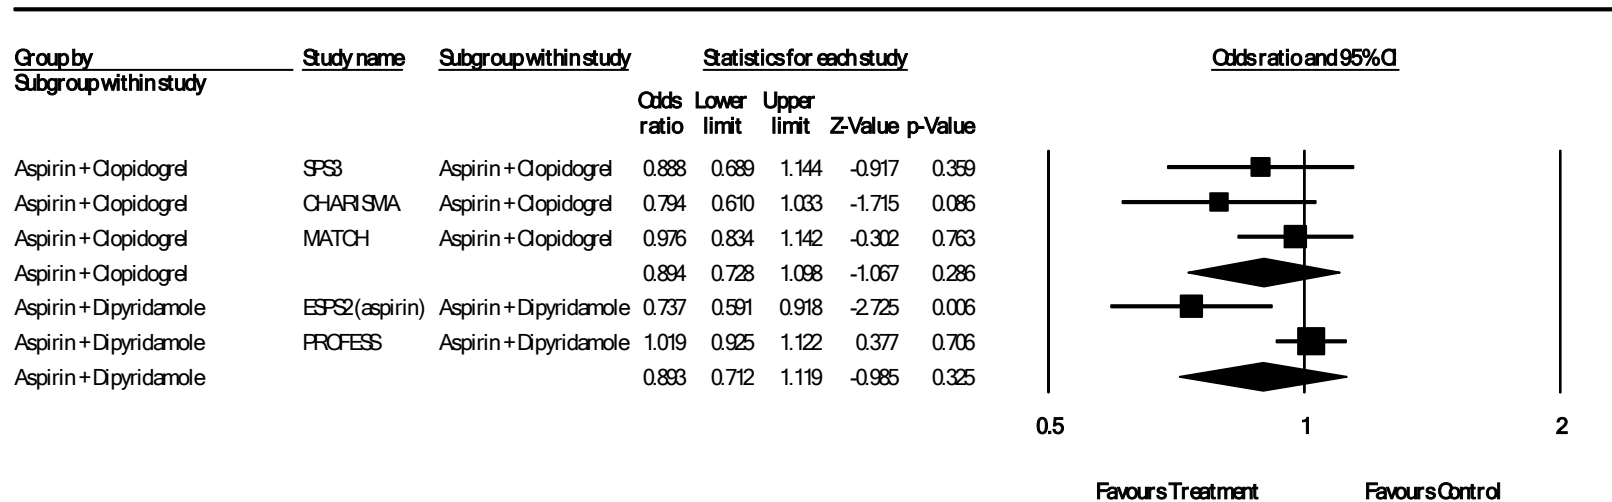 Group by Study name Subgroup within study Statistics for each study Odds ratio and 95% CI
Subgroup within study
Odds Lower Upper
ratio limit limit Z-Value p-Value
Aspirin + Clopidogrel SPS3 Aspirin + Clopidogrel 0.888 0.689 1.144 -0.917 0.359
Aspirin + Clopidogrel CHARISMA Aspirin + Clopidogrel 0.794 0.610 1.033 -1.715 0.086
Aspirin + Clopidogrel MATCH Aspirin + Clopidogrel 0.976 0.834 1.142 -0.302 0.763
Aspirin + Clopidogrel 0.894 0.728 1.098 -1.067 0.286
Aspirin + Dipyridamole ESPS2 (aspirin) Aspirin + Dipyridamole 0.737 0.591 0.918 -2.725 0.006
Aspirin + Dipyridamole PROFESS Aspirin + Dipyridamole 1.019 0.925 1.122 0.377 0.706
Aspirin + Dipyridamole 0.893 0.712 1.119 -0.985 0.325
0.5 1 2
Favours Treatment Favours Control